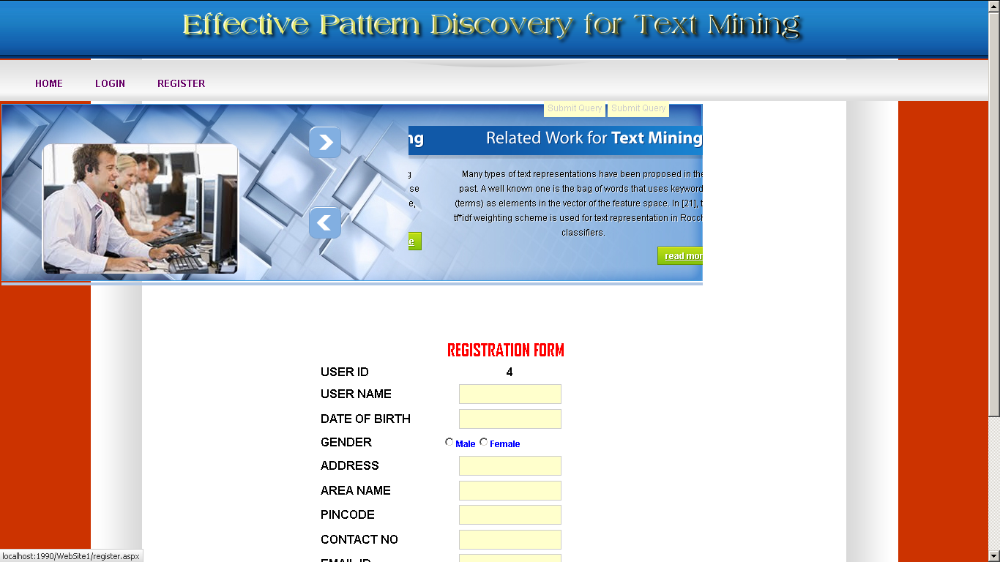 Effective Pattern Discovery for Text Mining
HOME LOGIN REGISTER
Submit Query Submit Query
ng Related Work for Text Mining
g Many types of text representations have been proposed in the
se past. A well known one is the bag of words that uses keyword
e, (terms) as elements in the vector of the feature space. In [21], t
tf*idf weighting scheme is used for text representation in Rocch
classifiers.
e
read mor
REGISTRATION FORM
USER ID 4
USER NAME
DATE OF BIRTH
GENDER Male Female
ADDRESS
AREA NAME
PINCODE
CONTACT NO
EMAIL ID
localhost:1990/WebSite1/register.aspx